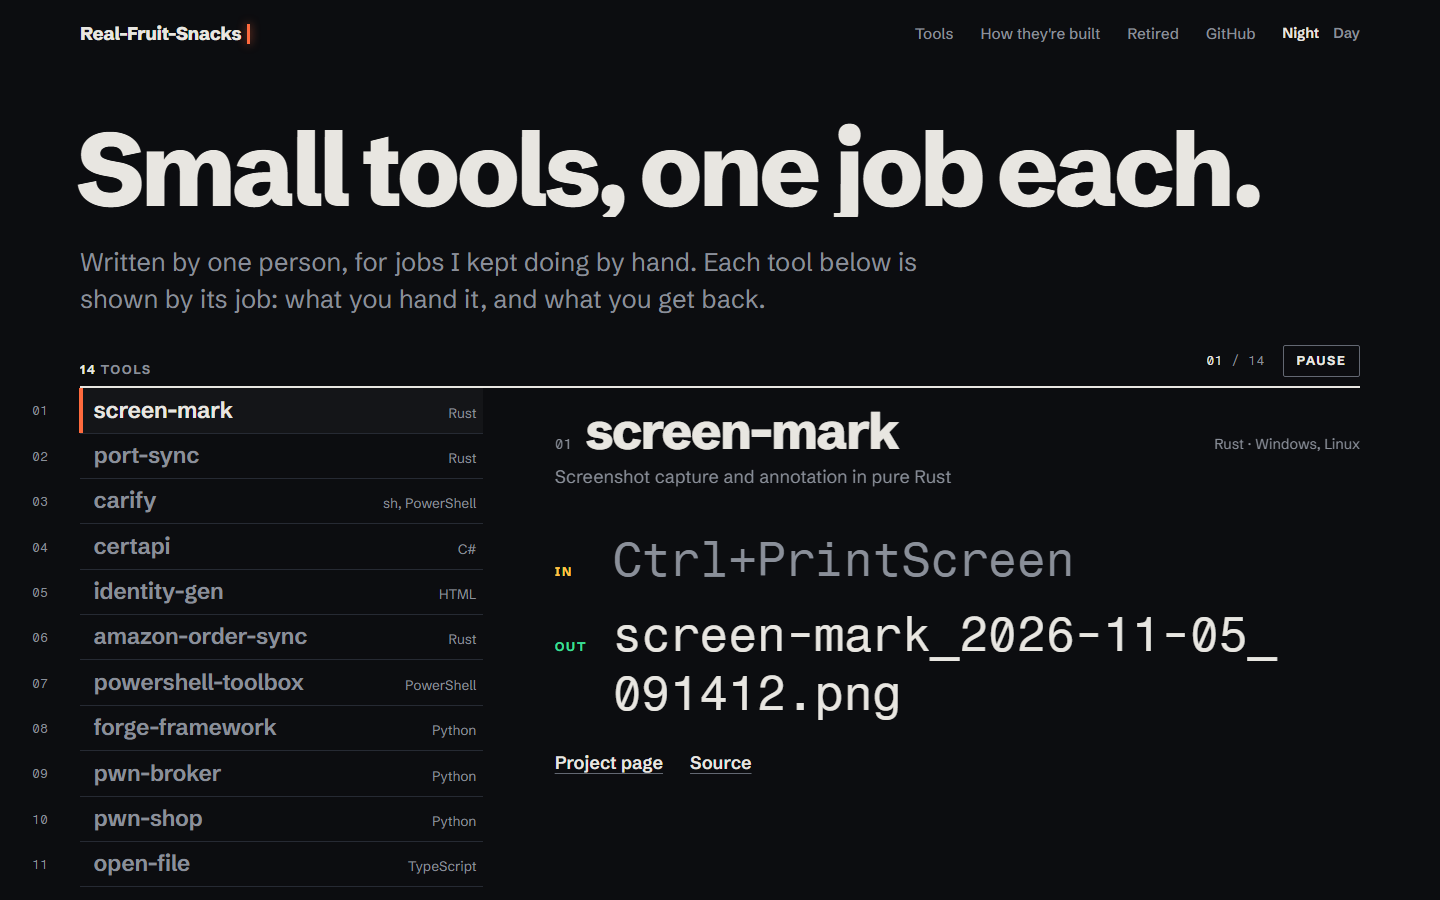 Real-Fruit-Snacks
Tools How they're built Retired GitHub Night Day
Small tools, one job each.
Written by one person, for jobs I kept doing by hand. Each tool below is
shown by its job: what you hand it, and what you get back.
14 TOOLS
01 / 14 PAUSE
01 screen-mark Rust
02 port-sync Rust
03 carify sh, PowerShell
04 certapi C#
05 identity-gen HTML
06 amazon-order-sync Rust
07 powershell-toolbox PowerShell
08 forge-framework Python
09 pwn-broker Python
10 pwn-shop Python
11 open-file TypeScript
01 screen-mark Rust · Windows, Linux
Screenshot capture and annotation in pure Rust
IN Ctrl+PrintScreen
OUT screen-mark_2026-11-05_
091412.png
Project page Source